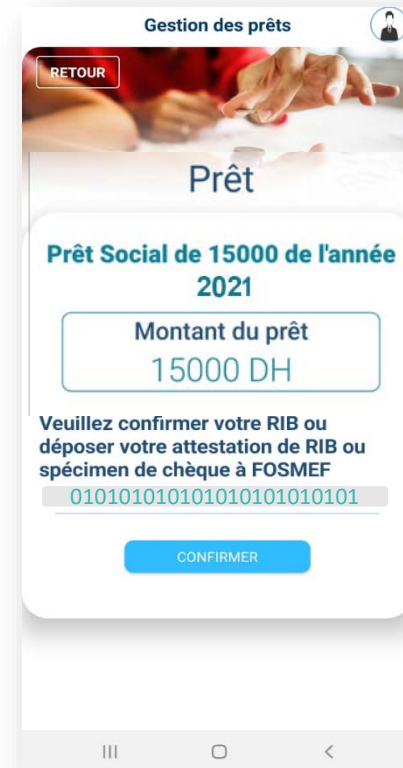 Gestion des prêts
RETOUR
Prêt
Prêt Social de 15000 de l'année
2021
Montant du prêt
15000 DH
Veuillez confirmer votre RIB ou
déposer votre attestation de RIB ou
spécimen de chèque à FOSMEF
010101010101010101010101
CONFIRMER